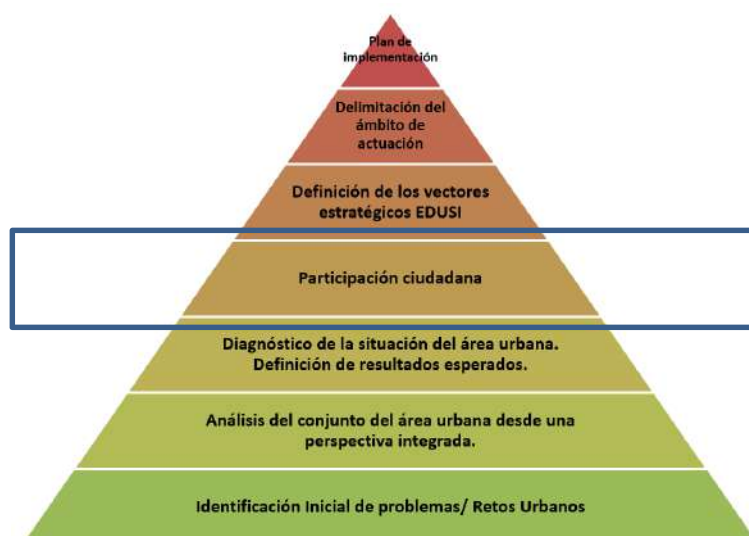 Plan de
implementación
Delimitación del
ámbito de
actuación
Definición de los vectores
estratégicos EDUSI
Participación ciudadana
Diagnóstico de la situación del área urbana.
Definición de resultados esperados.
Análisis del conjunto del área urbana desde una
perspectiva integrada.
Identificación Inicial de problemas/ Retos Urbanos